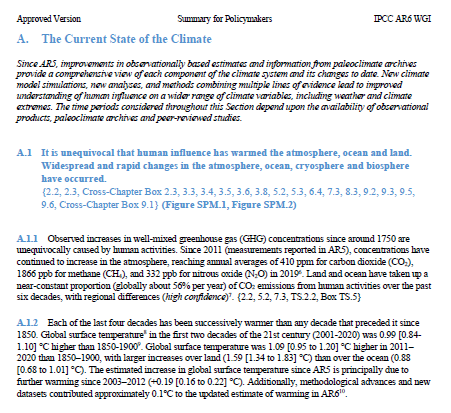 Approved Version Summary for Policymakers IPCC AR6 WGI
A. The Current State of the Climate
Since AR5, improvements in observationally based estimates and information from paleoclimate archives
provide a comprehensive view of each component of the climate system and its changes to date. New climate
model simulations, new analyses, and methods combining multiple lines of evidence lead to improved
understanding of human influence on a wider range of climate variables, including weather and climate
extremes. The time periods considered throughout this Section depend upon the availability of observational
products, paleoclimate archives and peer-reviewed studies.
A.1 It is unequivocal that human influence has warmed the atmosphere, ocean and land.
Widespread and rapid changes in the atmosphere, ocean, cryosphere and biosphere
have occurred.
{2.2, 2.3, Cross-Chapter Box 2.3, 3.3, 3.4, 3.5, 3.6, 3.8, 5.2, 5.3, 6.4, 7.3, 8.3, 9.2, 9.3, 9.5,
9.6, Cross-Chapter Box 9.1} (Figure SPM.1, Figure SPM.2)
A.1.1 Observed increases in well-mixed greenhouse gas (GHG) concentrations since around 1750 are
unequivocally caused by human activities. Since 2011 (measurements reported in AR5), concentrations have
continued to increase in the atmosphere, reaching annual averages of 410 ppm for carbon dioxide (CO₂),
1866 ppb for methane (CH₄), and 332 ppb for nitrous oxide (N₂O) in 2019⁶. Land and ocean have taken up a
near-constant proportion (globally about 56% per year) of CO₂ emissions from human activities over the past
six decades, with regional differences (high confidence)⁷. {2.2, 5.2, 7.3, TS.2.2, Box TS.5}
A.1.2 Each of the last four decades has been successively warmer than any decade that preceded it since
1850. Global surface temperature⁸ in the first two decades of the 21st century (2001-2020) was 0.99 [0.84-
1.10] °C higher than 1850-1900⁹. Global surface temperature was 1.09 [0.95 to 1.20] °C higher in 2011–
2020 than 1850–1900, with larger increases over land (1.59 [1.34 to 1.83] °C) than over the ocean (0.88
[0.68 to 1.01] °C). The estimated increase in global surface temperature since AR5 is principally due to
further warming since 2003–2012 (+0.19 [0.16 to 0.22] °C). Additionally, methodological advances and new
datasets contributed approximately 0.1°C to the updated estimate of warming in AR6¹⁰.